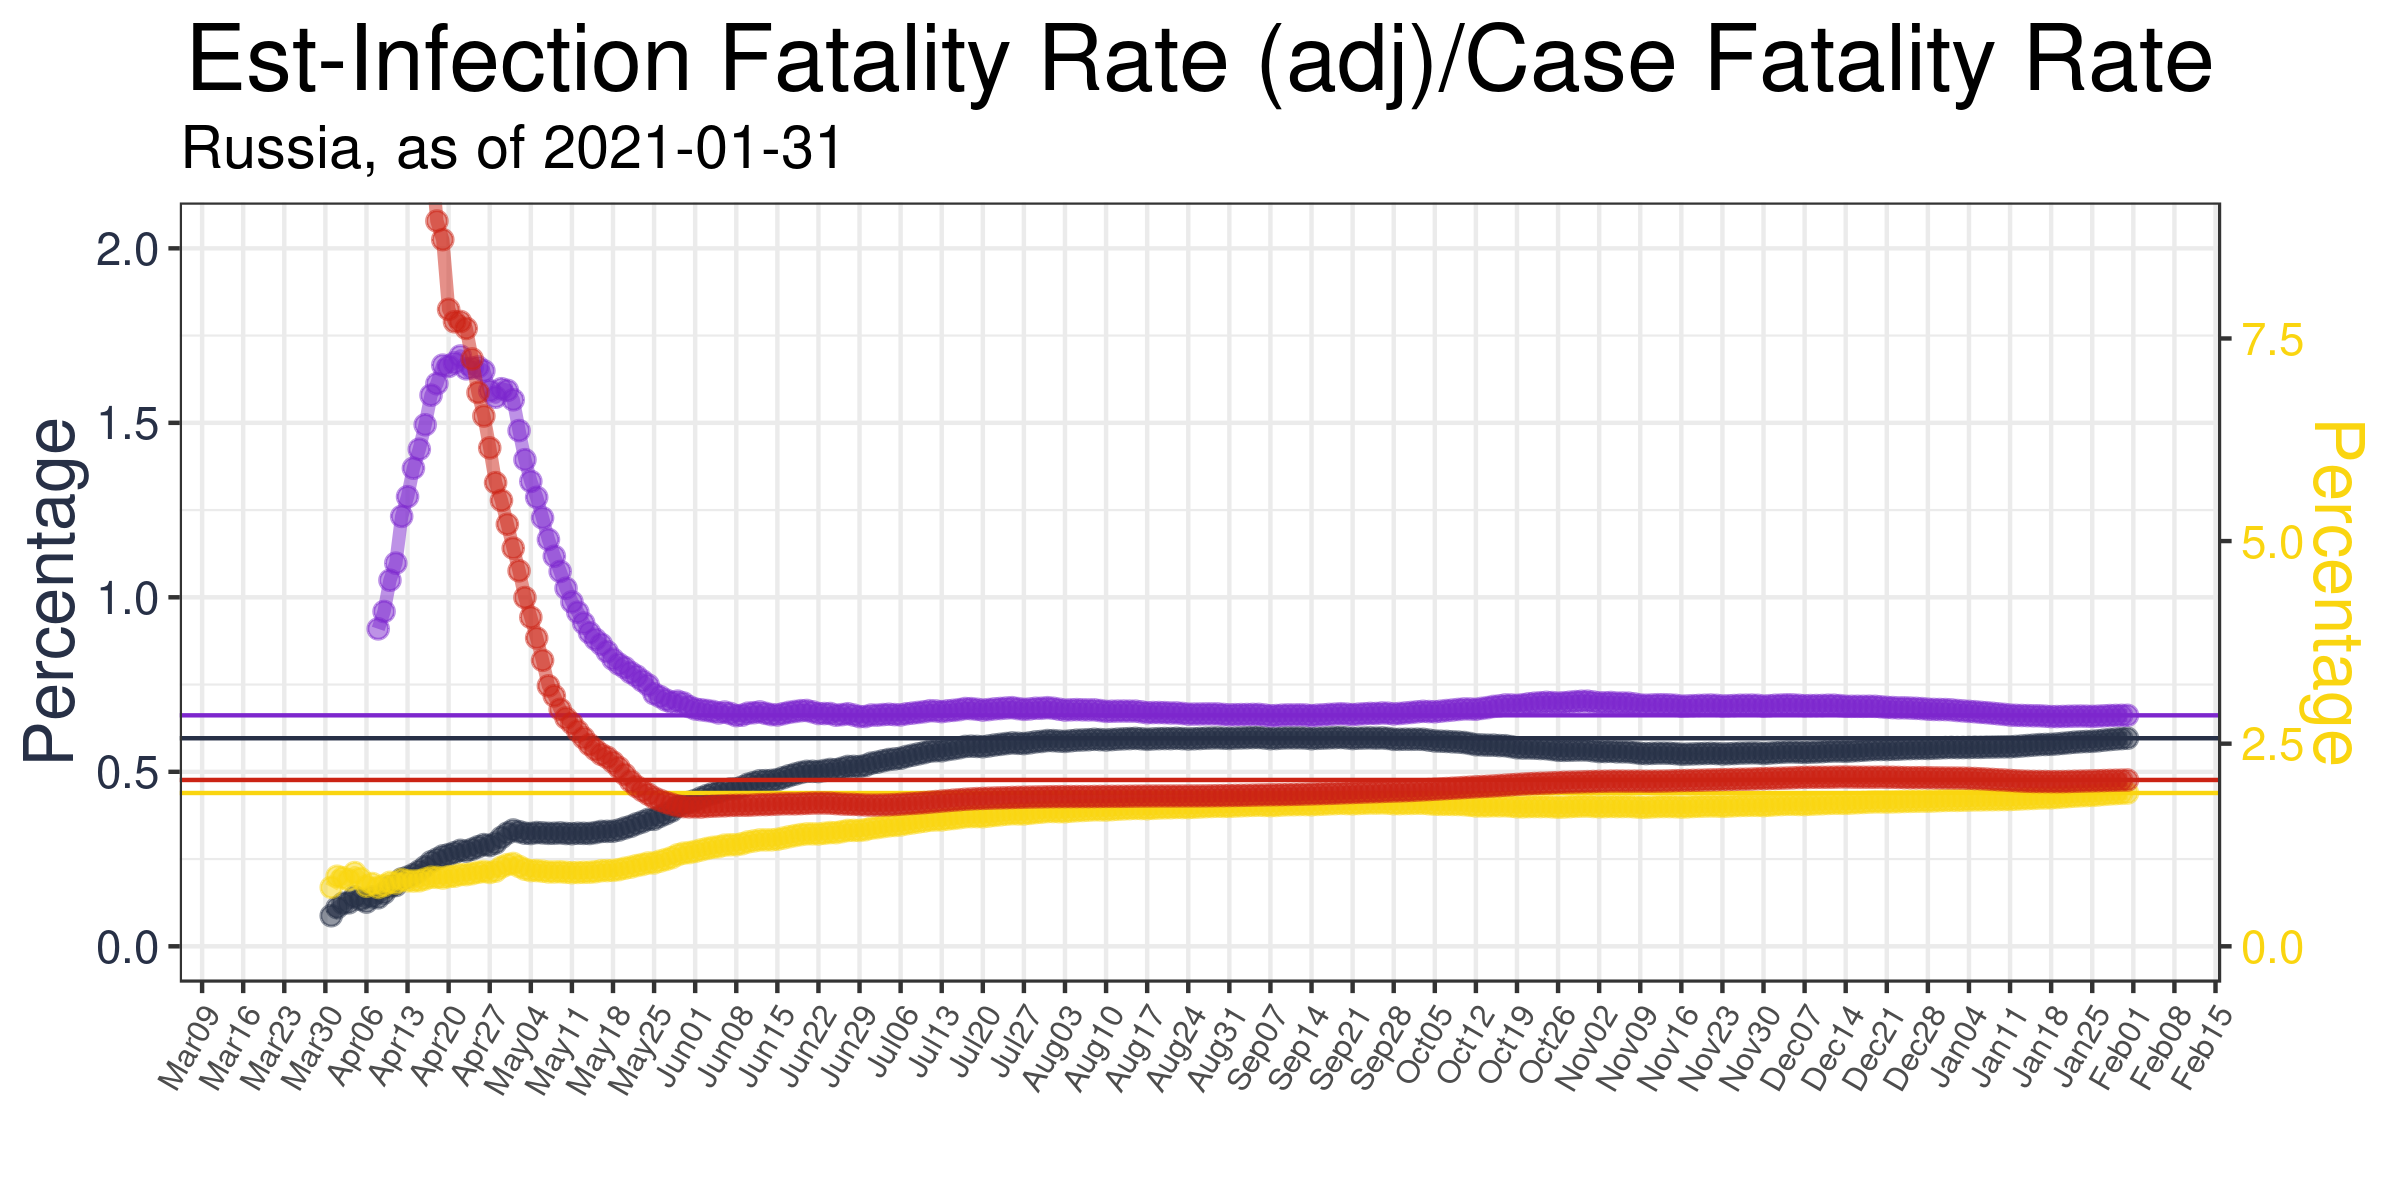 Est-Infection Fatality Rate (adj)/Case Fatality Rate
Russia, as of 2021-01-31
Percentage
2.0
1.5
1.0
0.5
0.0
7.5
5.0
2.5
0.0
Percentage
Mar09
Mar16
Mar23
Mar30
Apr06
Apr13
Apr20
Apr27
May04
May11
May18
May25
Jun01
Jun08
Jun15
Jun22
Jun29
Jul06
Jul13
Jul20
Jul27
Aug03
Aug10
Aug17
Aug24
Aug31
Sep07
Sep14
Sep21
Sep28
Oct05
Oct12
Oct19
Oct26
Nov02
Nov09
Nov16
Nov23
Nov30
Dec07
Dec14
Dec21
Dec28
Jan04
Jan11
Jan18
Jan25
Feb01
Feb08
Feb15